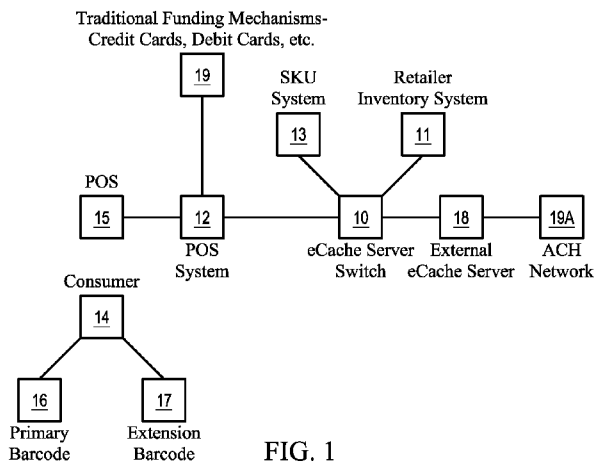 Traditional Funding Mechanisms-
Credit Cards, Debit Cards, etc.
19
SKU
System
13
Retailer
Inventory System
11
POS
15
12
POS
System
10
eCache Server
Switch
18
External
eCache Server
19A
ACH
Network
Consumer
14
16
Primary
Barcode
17
Extension
Barcode
FIG. 1